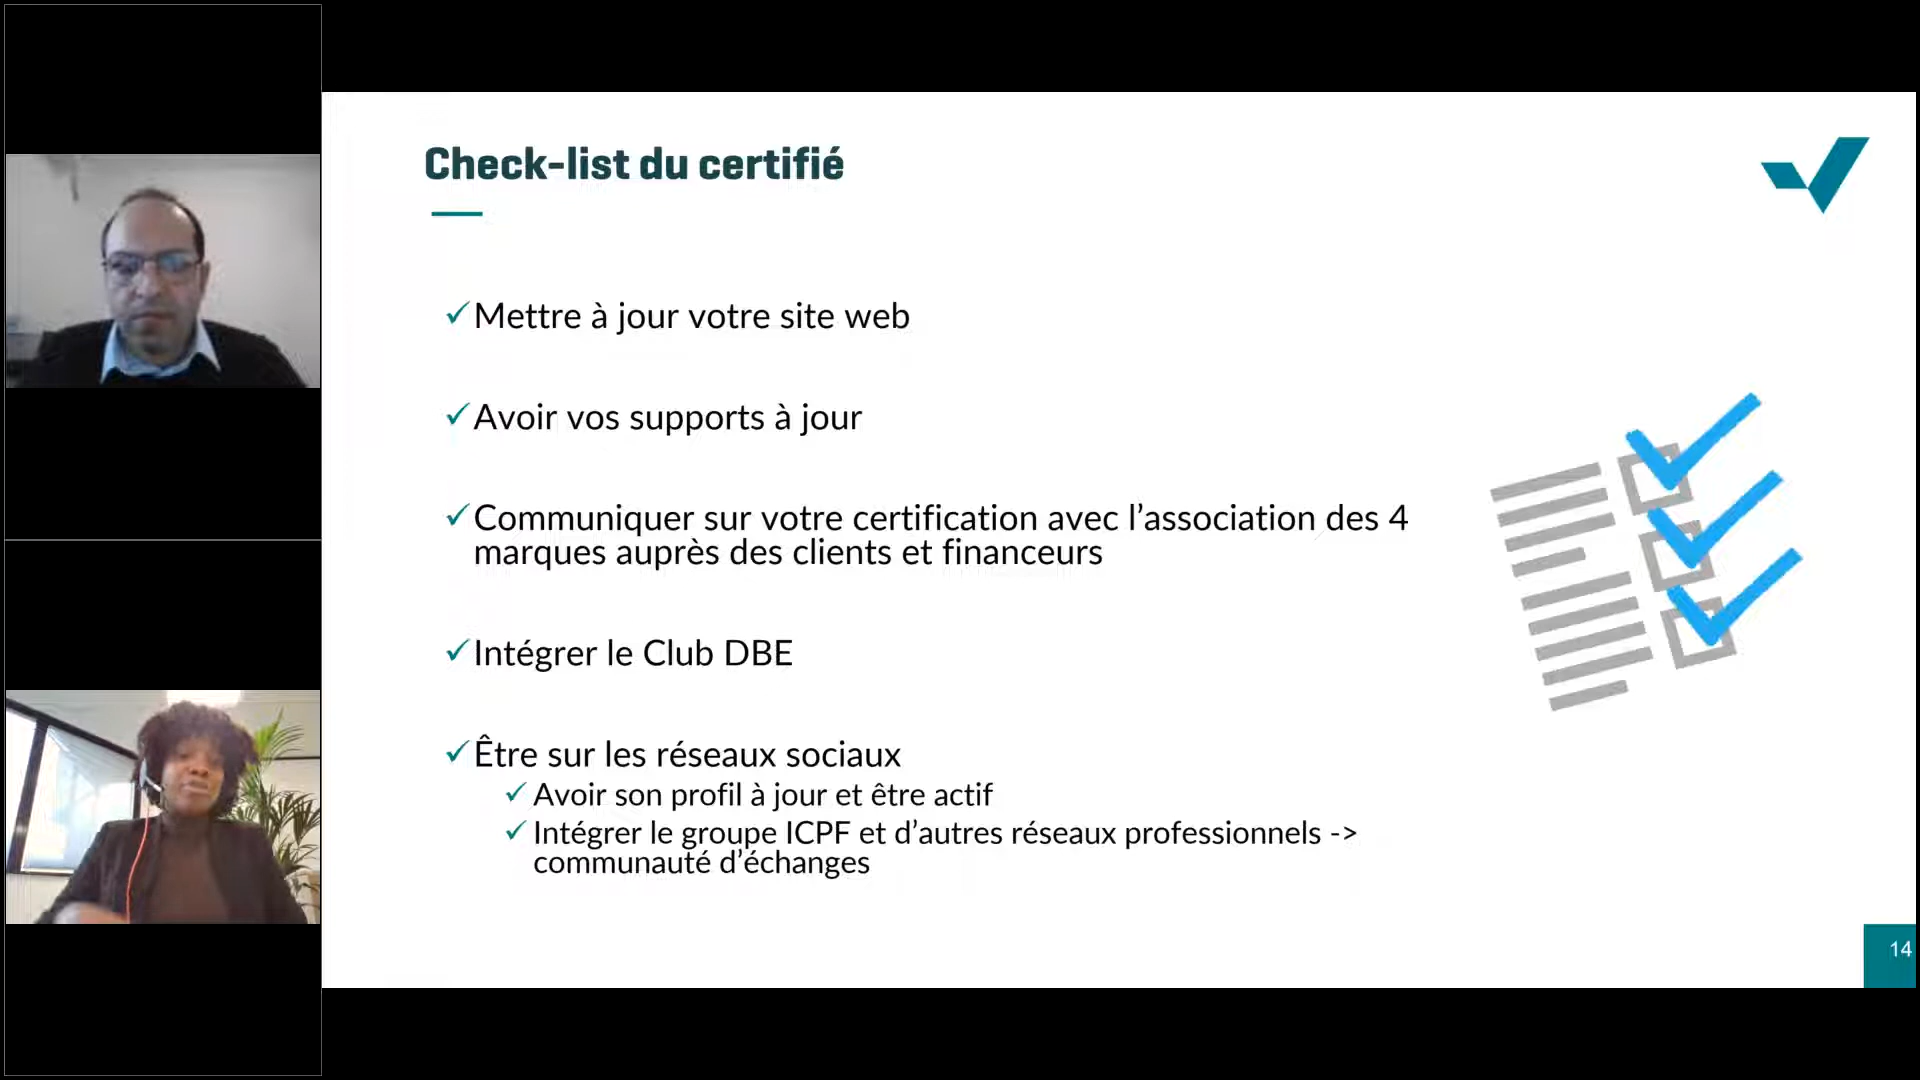 Check-list du certifié
✓Mettre à jour votre site web
✓Avoir vos supports à jour
✓Communiquer sur votre certification avec l’association des 4
marques auprès des clients et financeurs
✓Intégrer le Club DBE
✓Être sur les réseaux sociaux
✓Avoir son profil à jour et être actif
✓Intégrer le groupe ICPF et d’autres réseaux professionnels ->
communauté d’échanges
14